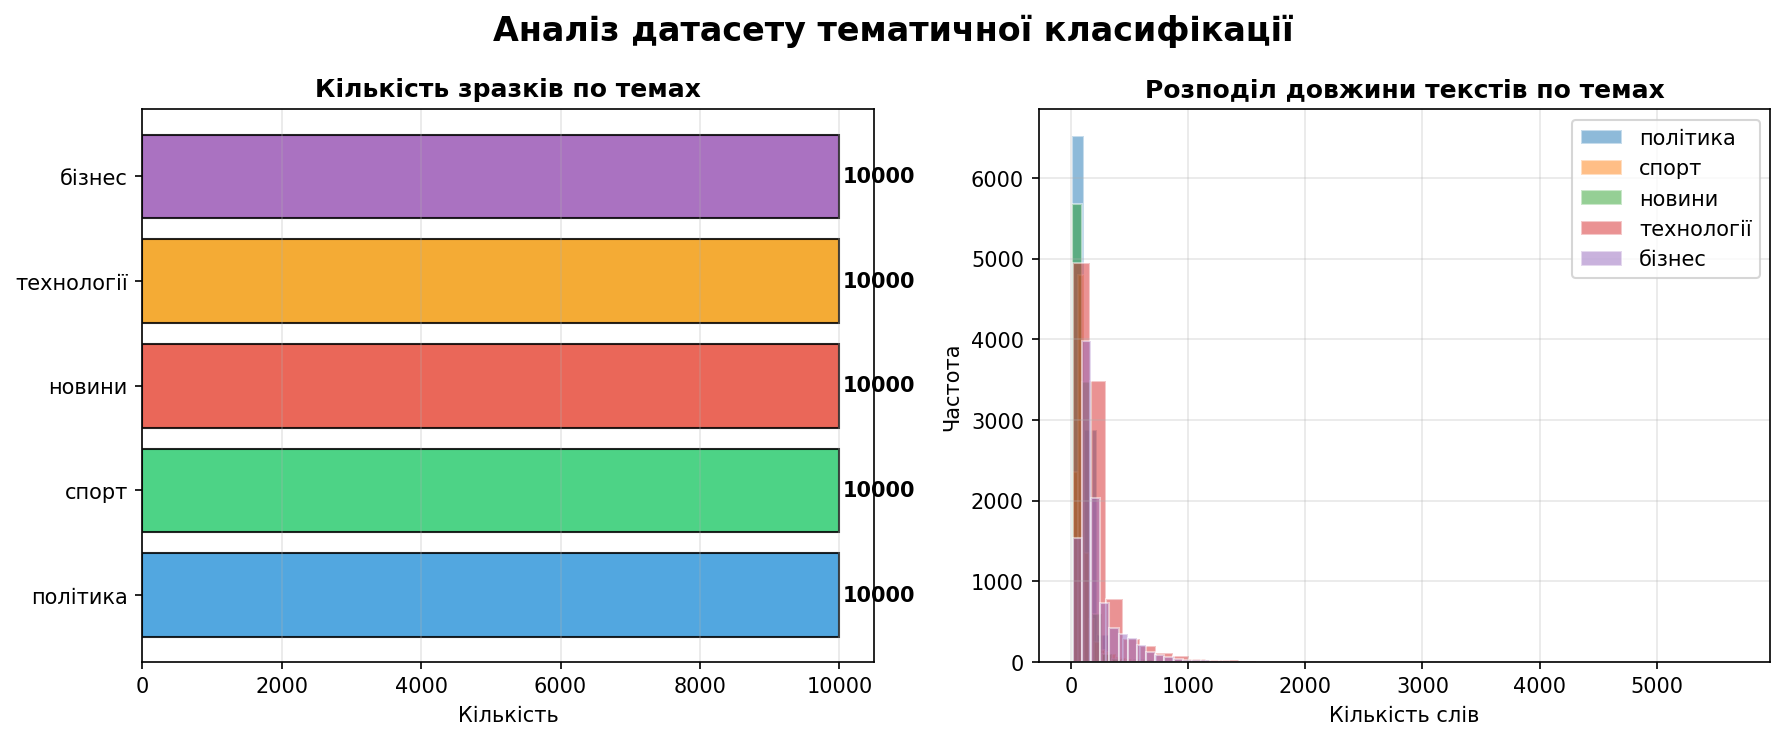 Аналіз датасету тематичної класифікації
Кількість зразків по темах
бізнес
технології
новини
спорт
політика
10000
10000
10000
10000
10000
0 2000 4000 6000 8000 10000
Кількість
Розподіл довжини текстів по темах
Частота
6000
5000
4000
3000
2000
1000
0
політика
спорт
новини
технології
бізнес
0 1000 2000 3000 4000 5000
Кількість слів